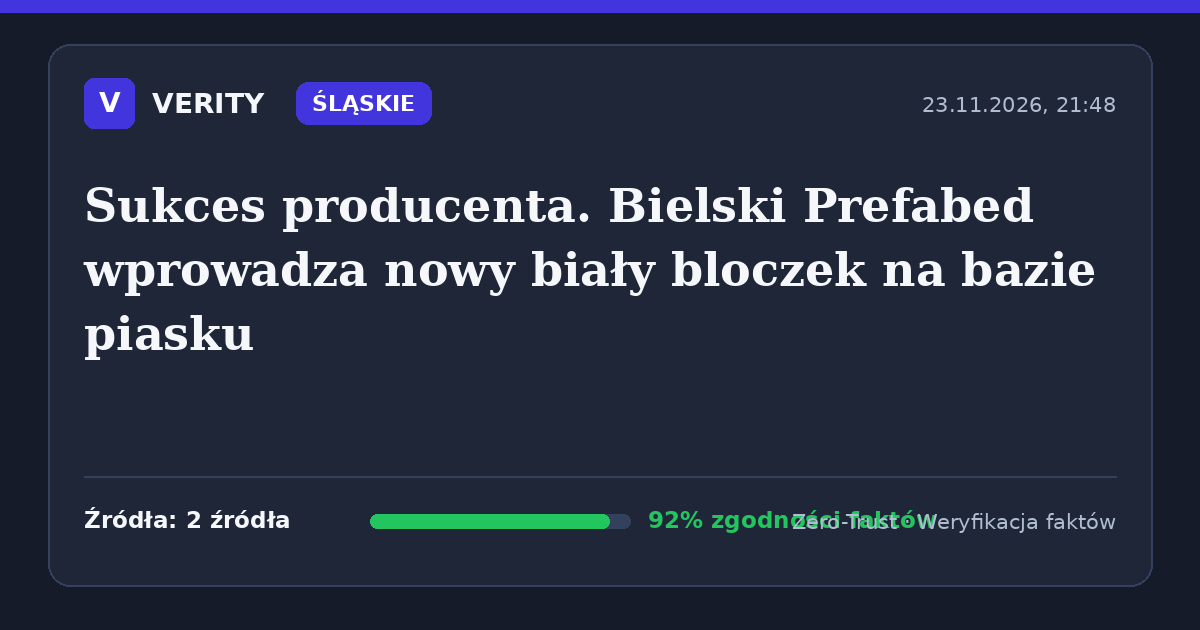 V VERITY ŚLĄSKIE 23.11.2026, 21:48
Sukces producenta. Bielski Prefabed
wprowadza nowy biały bloczek na bazie
piasku
Źródła: 2 źródła 92% zgodności faktów Zero-Trust · Weryfikacja faktów